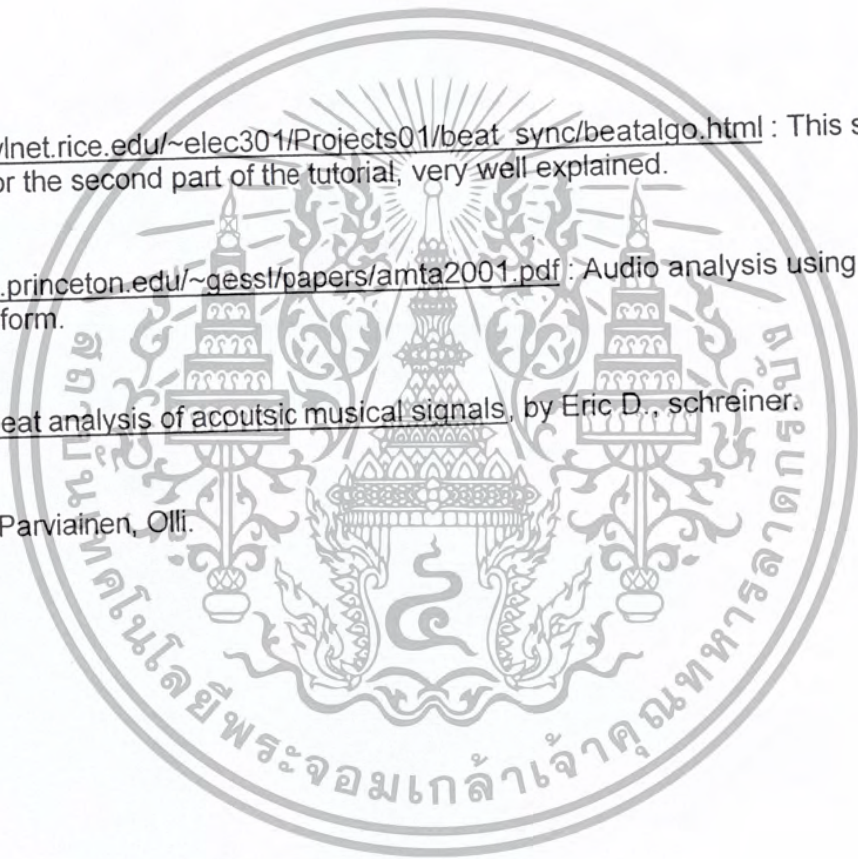 ylnet.rice.edu/~elec301/Projects01/beat_sync/beatalgo.html : This s
or the second part of the tutorial, very well explained.
.princeton.edu/~gessl/papers/amta2001.pdf : Audio analysis using
form.
eat analysis of acoutsic musical signals, by Eric D., schreiner.
Parviainen, Olli.
สถาบันเทคโนโลยีพระจอมเกล้าเจ้าคุณทหารลาดกระบัง